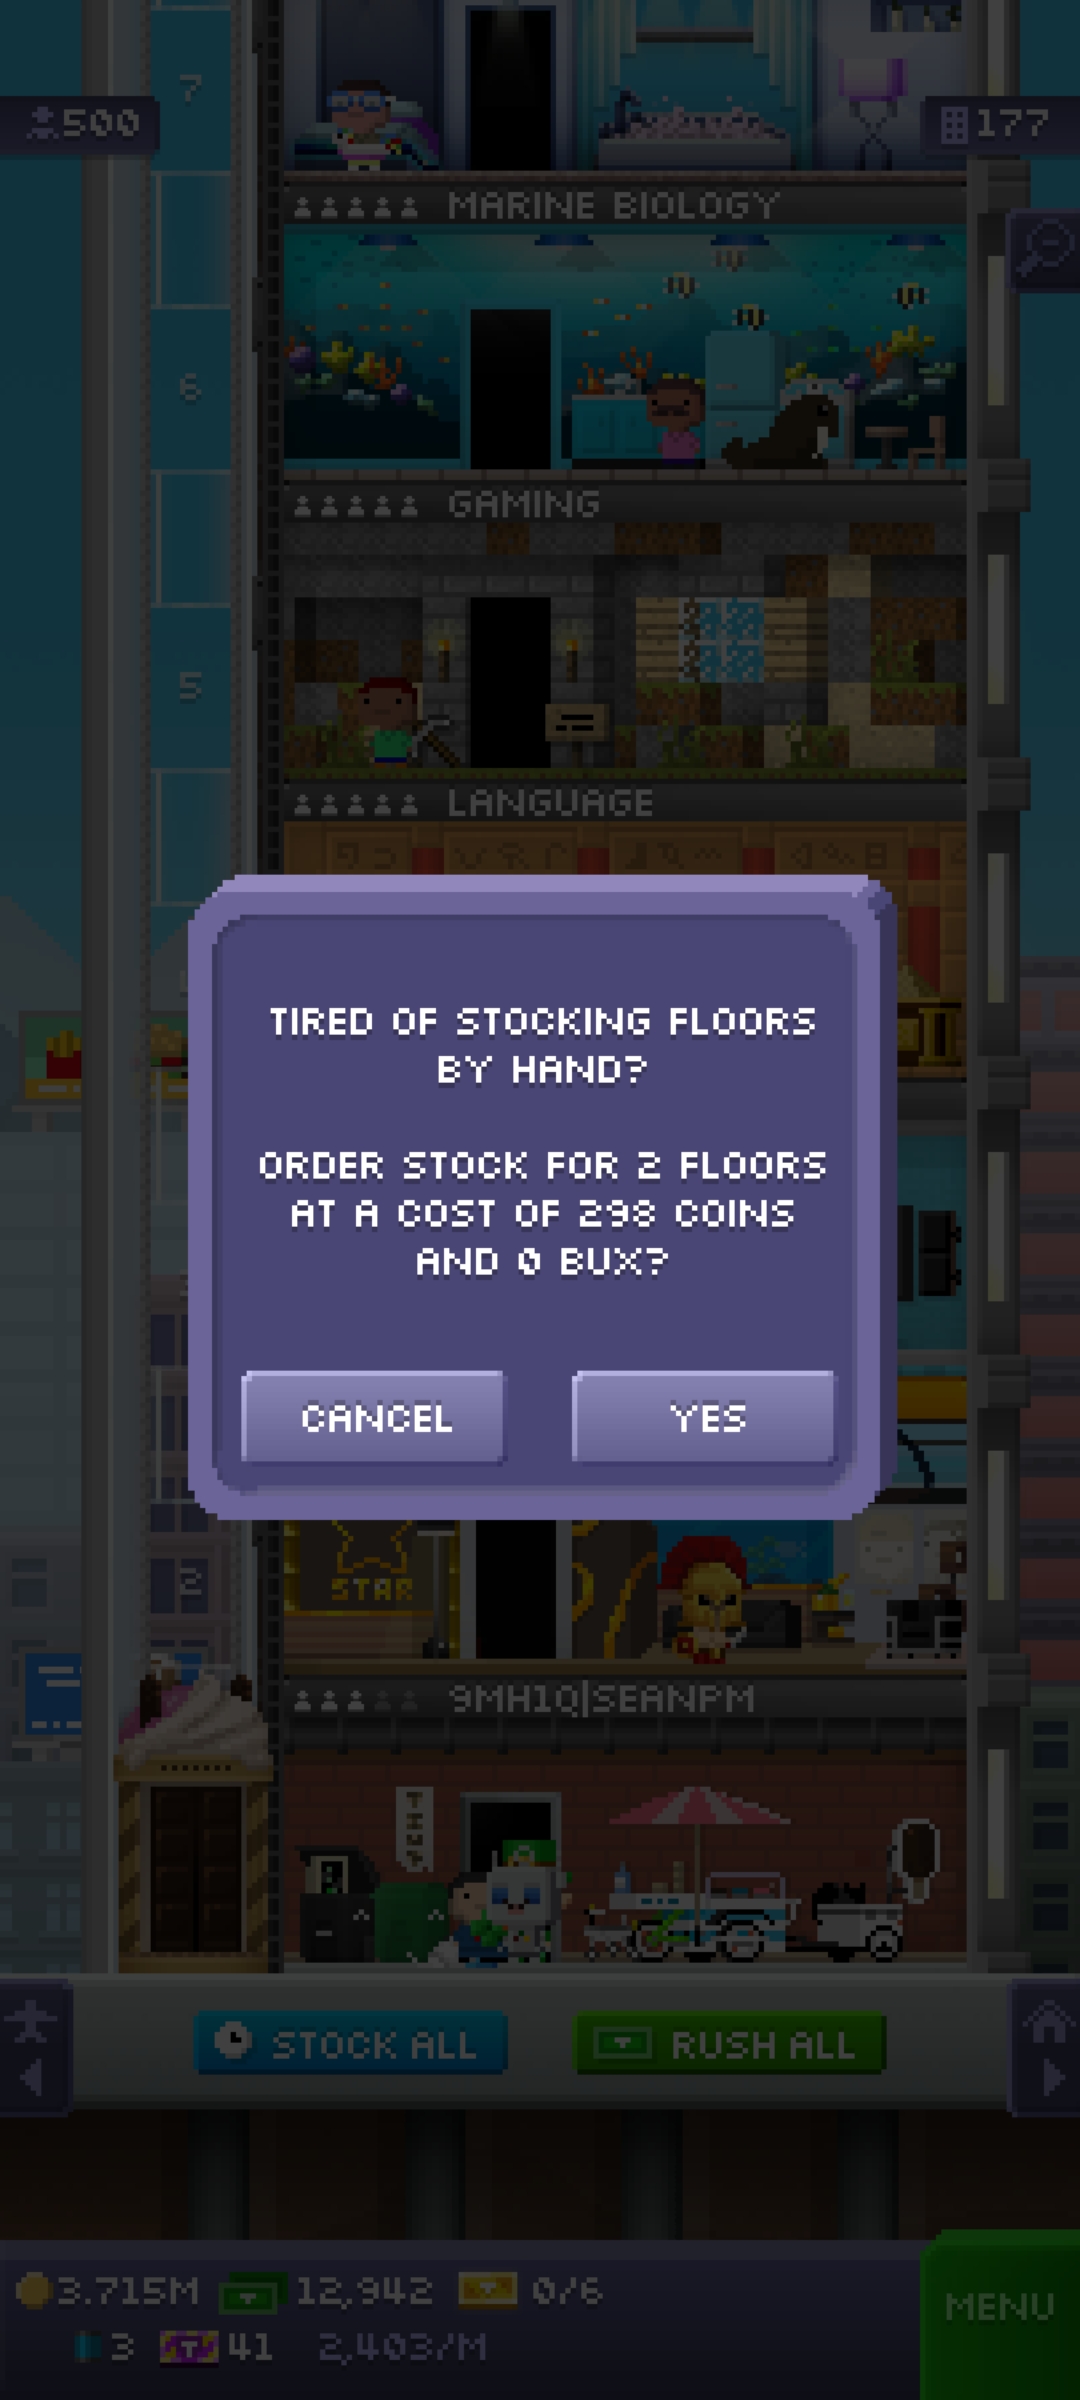 7
500
177
MARINE BIOLOGY
6
GAMING
5
LANGUAGE
TIRED OF STOCKING FLOORS
BY HAND?
ORDER STOCK FOR 2 FLOORS
AT A COST OF 298 COINS
AND 0 BUX?
CANCEL
YES
STAR
2
9MH1Q|SEANPM
STOCK ALL
RUSH ALL
3.715M
12,942
0/6
MENU
3
41
2,403/M